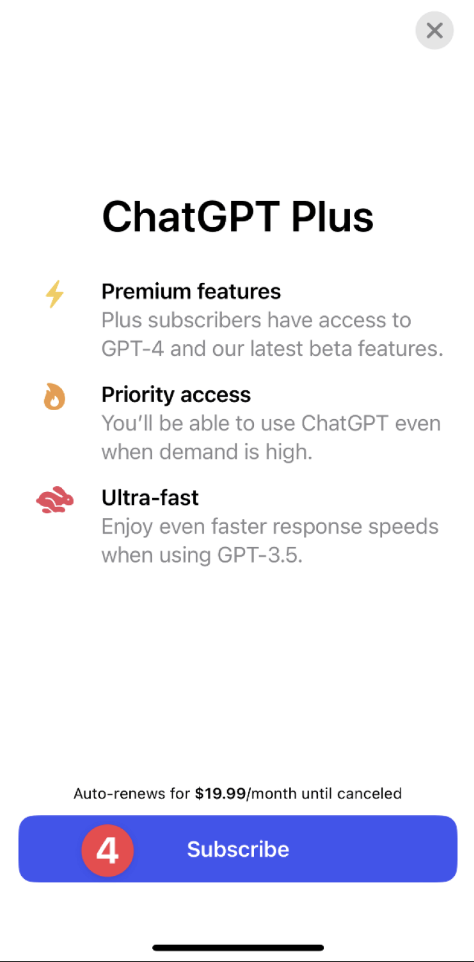 ChatGPT Plus
Premium features
Plus subscribers have access to
GPT-4 and our latest beta features.
Priority access
You’ll be able to use ChatGPT even
when demand is high.
Ultra-fast
Enjoy even faster response speeds
when using GPT-3.5.
Auto-renews for $19.99/month until canceled
4 Subscribe